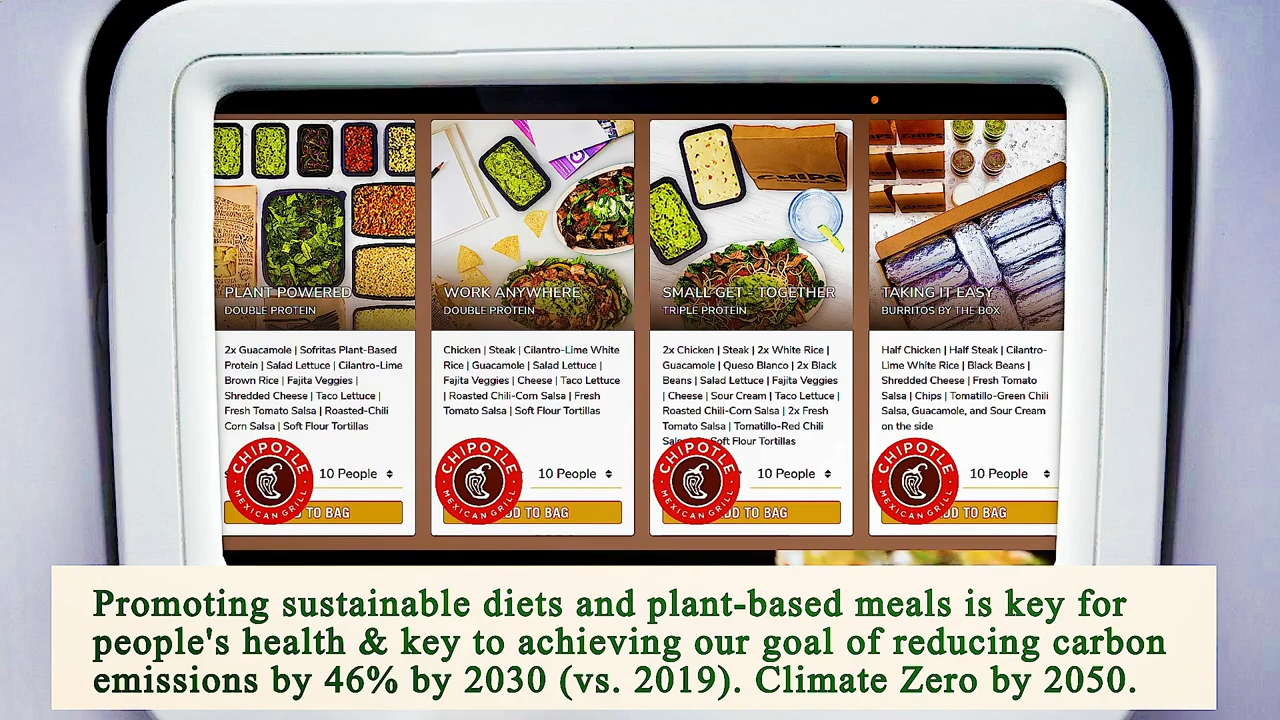 CHIPS
CHIPS
PLANT POWERED
DOUBLE PROTEIN
2x Guacamole | Sofritas Plant-Based
Protein | Salad Lettuce | Cilantro-Lime
Brown Rice | Fajita Veggies |
Shredded Cheese | Taco Lettuce |
Fresh Tomato Salsa | Roasted-Chili
Corn Salsa | Soft Flour Tortillas
CHIPOTLE
MEXICAN GRILL
10 People
DD TO BAG
WORK ANYWHERE
DOUBLE PROTEIN
Chicken | Steak | Cilantro-Lime White
Rice | Guacamole | Salad Lettuce |
Fajita Veggies | Cheese | Taco Lettuce
| Roasted Chili-Corn Salsa | Fresh
Tomato Salsa | Soft Flour Tortillas
CHIPOTLE
MEXICAN GRILL
10 People
DD TO BAG
SMALL GET - TOGETHER
TRIPLE PROTEIN
2x Chicken | Steak | 2x White Rice |
Guacamole | Queso Blanco | 2x Black
Beans | Salad Lettuce | Fajita Veggies
| Cheese | Sour Cream | Taco Lettuce |
Roasted Chili-Corn Salsa | 2x Fresh
Tomato Salsa | Tomatillo-Red Chili
Soft Flour Tortillas
CHIPOTLE
MEXICAN GRILL
10 People
DD TO BAG
TAKING IT EASY
BURRITOS BY THE BOX
Half Chicken | Half Steak | Cilantro-
Lime White Rice | Black Beans |
Shredded Cheese | Fresh Tomato
Salsa | Chips | Tomatillo-Green Chili
Salsa, Guacamole, and Sour Cream
on the side
CHIPOTLE
MEXICAN GRILL
10 People
DD TO BAG
Promoting sustainable diets and plant-based meals is key for
people's health & key to achieving our goal of reducing carbon
emissions by 46% by 2030 (vs. 2019). Climate Zero by 2050.